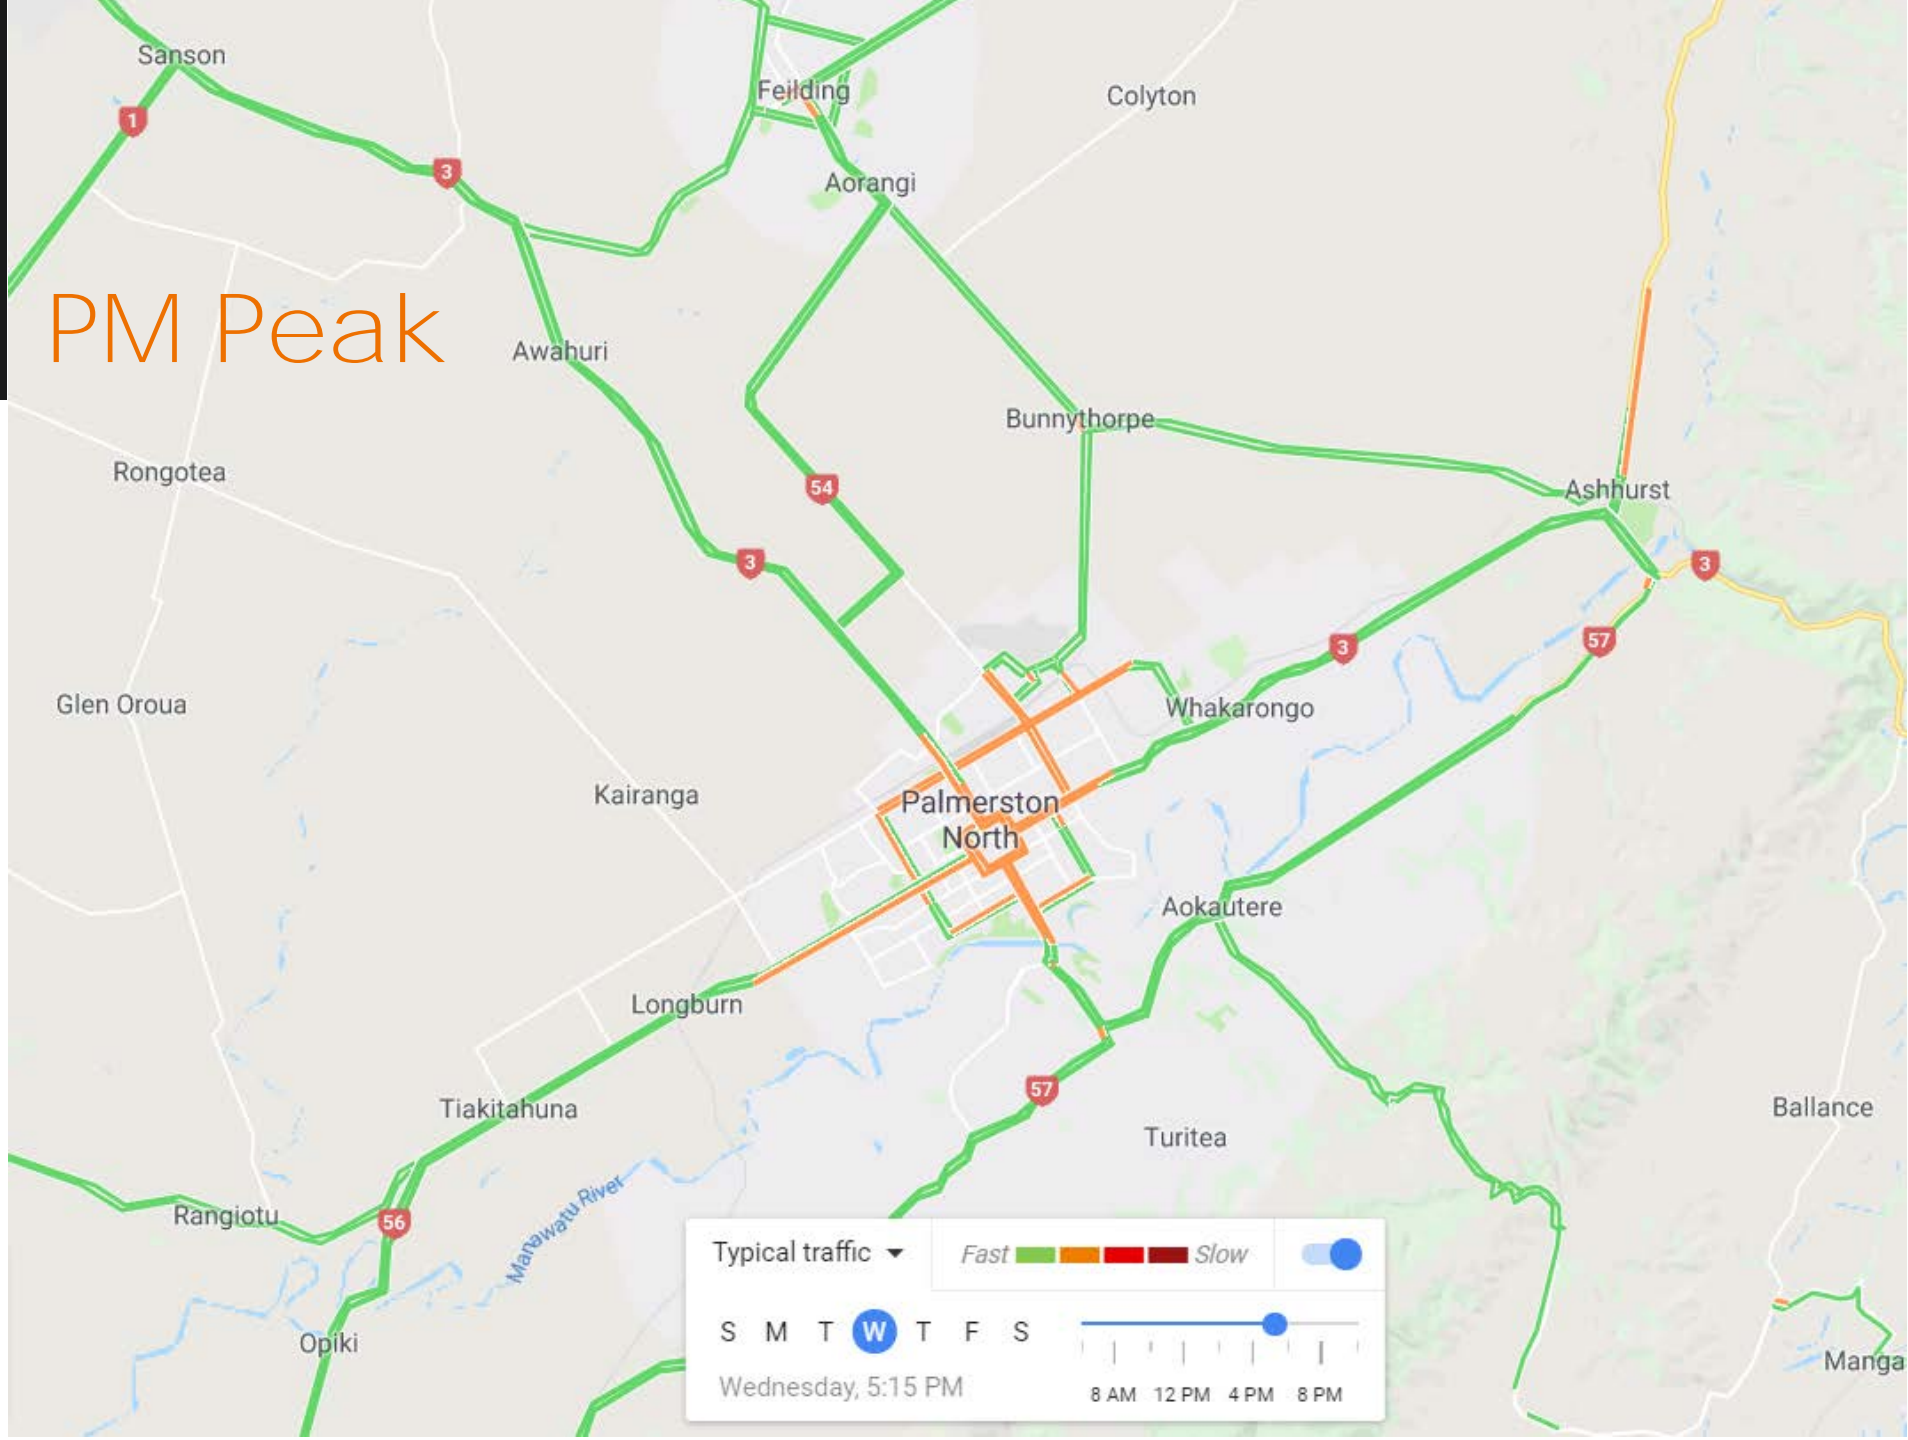 Sanson
Feilding
Colyton
1
3
Aorangi
PM Peak
Awahuri
Bunnythorpe
Rongotea
54
Ashhurst
3
3
3
57
Glen Oroua
Whakarongo
Kairanga
Palmerston
North
Aokautere
Longburn
57
Tiakitahuna
Ballance
Turitea
Rangiotu
56
Manawatu River
Opiki
Manga
Typical traffic
Fast
Slow
S M T W T F S
Wednesday, 5:15 PM
8 AM 12 PM 4 PM 8 PM